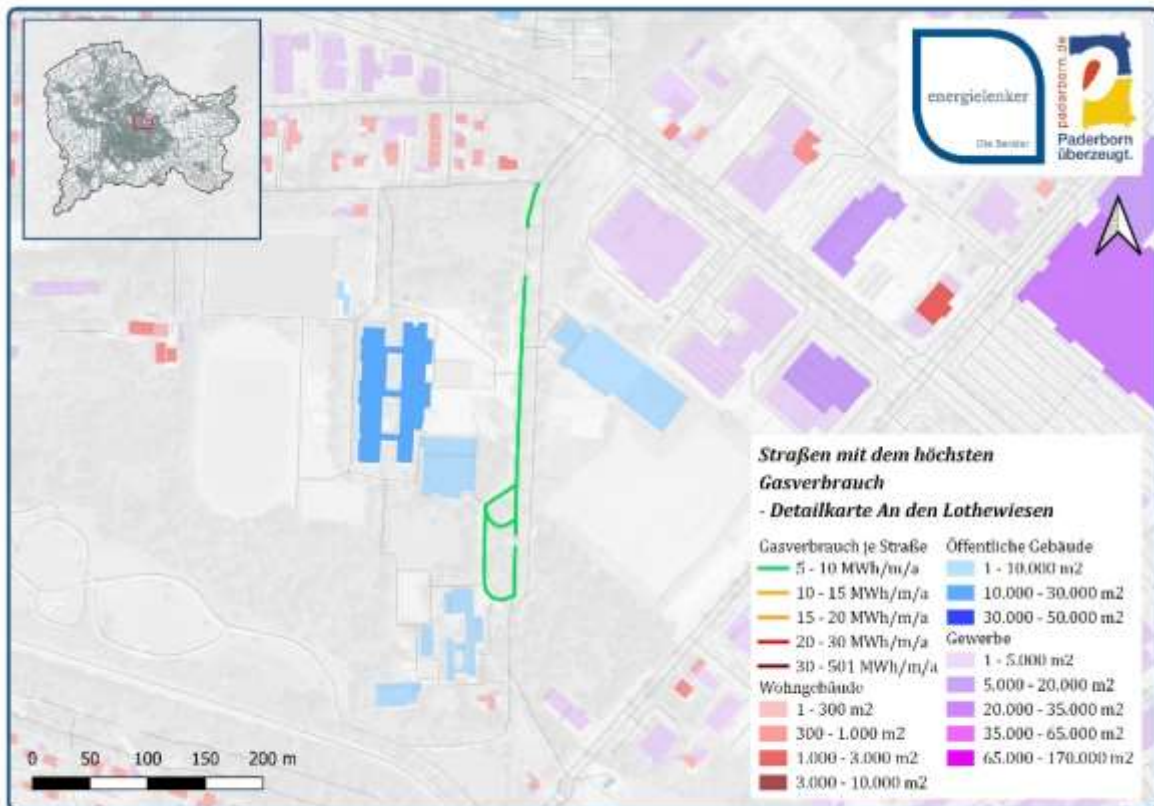 energielenker
Die Berater
paderborn.de
Paderborn
überzeugt.
Straßen mit dem höchsten
Gasverbrauch
- Detailkarte An den Lothewiesen
Gasverbrauch je Straße
5 - 10 MWh/m/a
10 - 15 MWh/m/a
15 - 20 MWh/m/a
20 - 30 MWh/m/a
30 - 501 MWh/m/a
Wohngebäude
1 - 300 m2
300 - 1.000 m2
1.000 - 3.000 m2
3.000 - 10.000 m2
Öffentliche Gebäude
1 - 10.000 m2
10.000 - 30.000 m2
30.000 - 50.000 m2
Gewerbe
1 - 5.000 m2
5.000 - 20.000 m2
20.000 - 35.000 m2
35.000 - 65.000 m2
65.000 - 170.000 m2
0 50 100 150 200 m